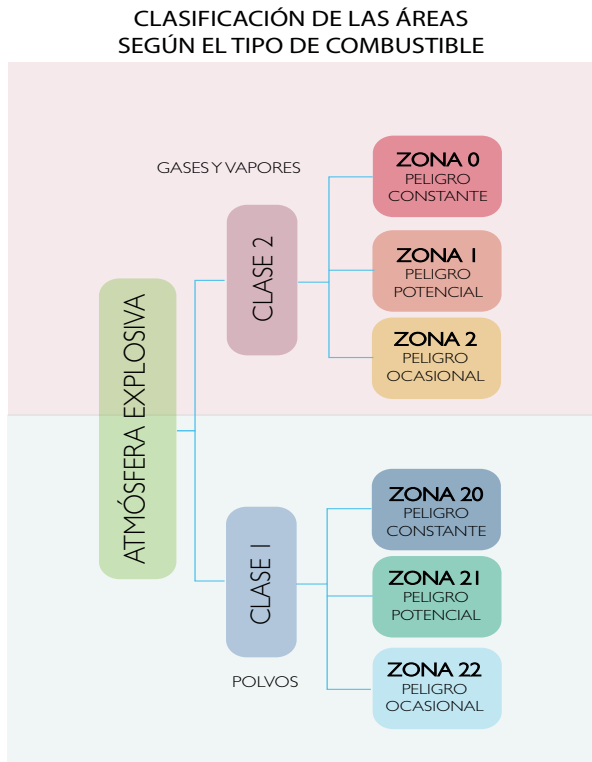 CLASIFICACIÓN DE LAS ÁREAS
SEGÚN EL TIPO DE COMBUSTIBLE
ATMÓSFERA EXPLOSIVA
GASES Y VAPORES
CLASE 2
ZONA 0
PELIGRO
CONSTANTE
ZONA 1
PELIGRO
POTENCIAL
ZONA 2
PELIGRO
OCASIONAL
CLASE 1
POLVOS
ZONA 20
PELIGRO
CONSTANTE
ZONA 21
PELIGRO
POTENCIAL
ZONA 22
PELIGRO
OCASIONAL